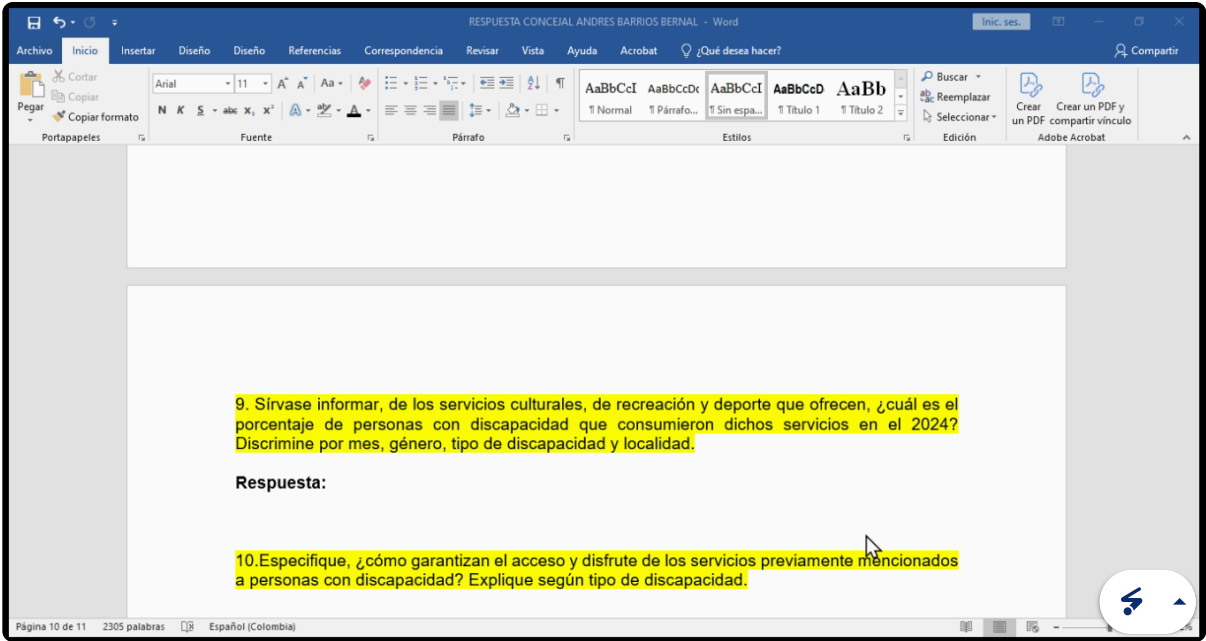 RESPUESTA CONCEJAL ANDRES BARRIOS BERNAL - Word
Inic. ses.
Archivo Inicio Insertar Diseño Diseño Referencias Correspondencia Revisar Vista Ayuda Acrobat ¿Qué desea hacer? Compartir
Pegar
Cortar
Copiar
Copiar formato
Portapapeles
Arial 11
Aa
N K S abc x₂ x²
A
Fuente
Párrafo
AaBbCcI AaBbCcDc AaBbCcI AaBbCcD AaBb
¶ Normal ¶ Párrafo... ¶ Sin espa... ¶ Título 1 ¶ Título 2
Estilos
Buscar
Reemplazar
Seleccionar
Edición
Crear un PDF
Crear un PDF y compartir vínculo
Adobe Acrobat
9. Sírvase informar, de los servicios culturales, de recreación y deporte que ofrecen, ¿cuál es el
porcentaje de personas con discapacidad que consumieron dichos servicios en el 2024?
Discrimine por mes, género, tipo de discapacidad y localidad.
Respuesta:
10.Especifique, ¿cómo garantizan el acceso y disfrute de los servicios previamente mencionados
a personas con discapacidad? Explique según tipo de discapacidad.
Página 10 de 11 2305 palabras Español (Colombia)